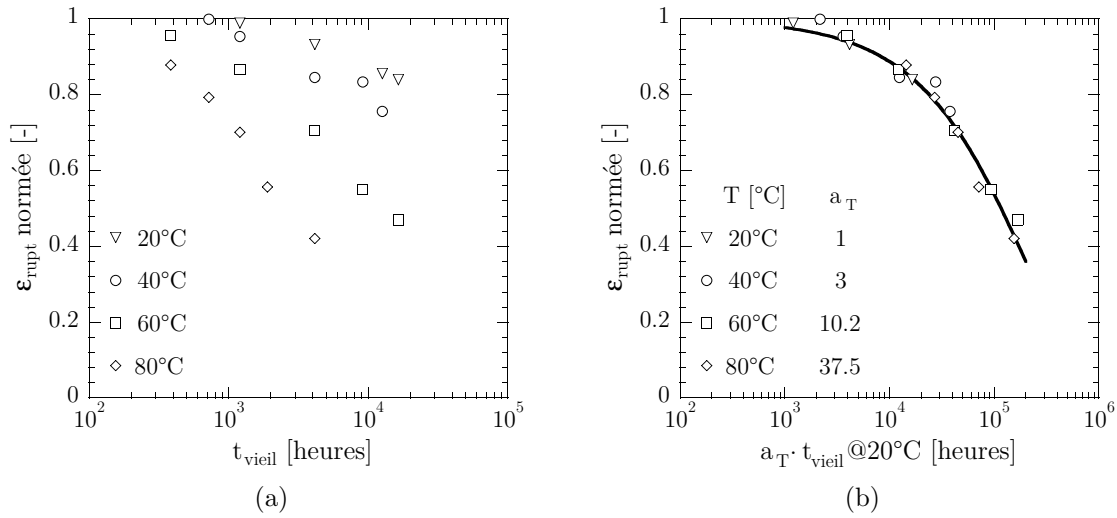 1
0.8
0.6
0.4
0.2
0
ε_rupt normée [-]
20°C
40°C
60°C
80°C
10^2 10^3 10^4 10^5
t_vieil [heures]
(a)
1
0.8
0.6
0.4
0.2
0
ε_rupt normée [-]
T [°C] a_T
20°C 1
40°C 3
60°C 10.2
80°C 37.5
10^2 10^3 10^4 10^5 10^6
a_T · t_vieil @20°C [heures]
(b)